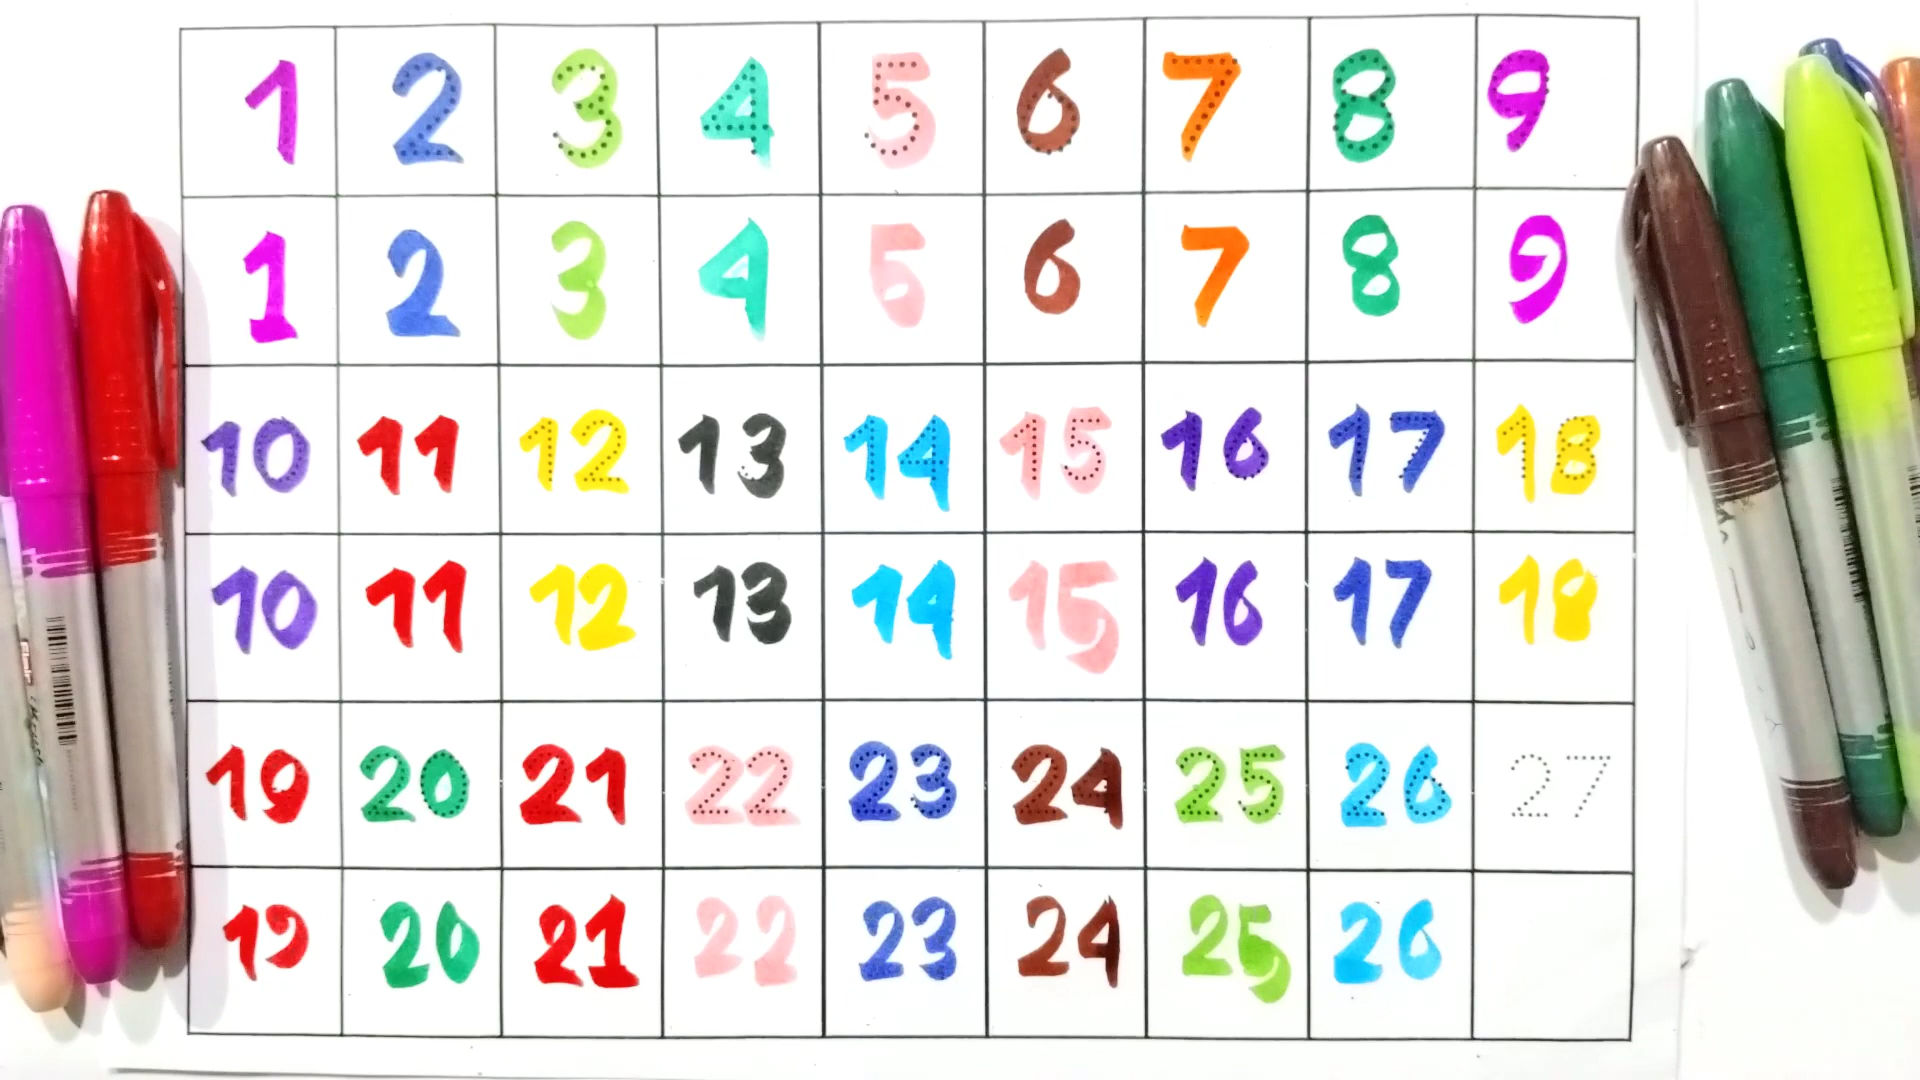 1 2 3 4 5 6 7 8 9
1 2 3 4 5 6 7 8 9
10 11 12 13 14 15 16 17 18
10 11 12 13 14 15 16 17 18
19 20 21 22 23 24 25 26 27
19 20 21 22 23 24 25 26
Flair